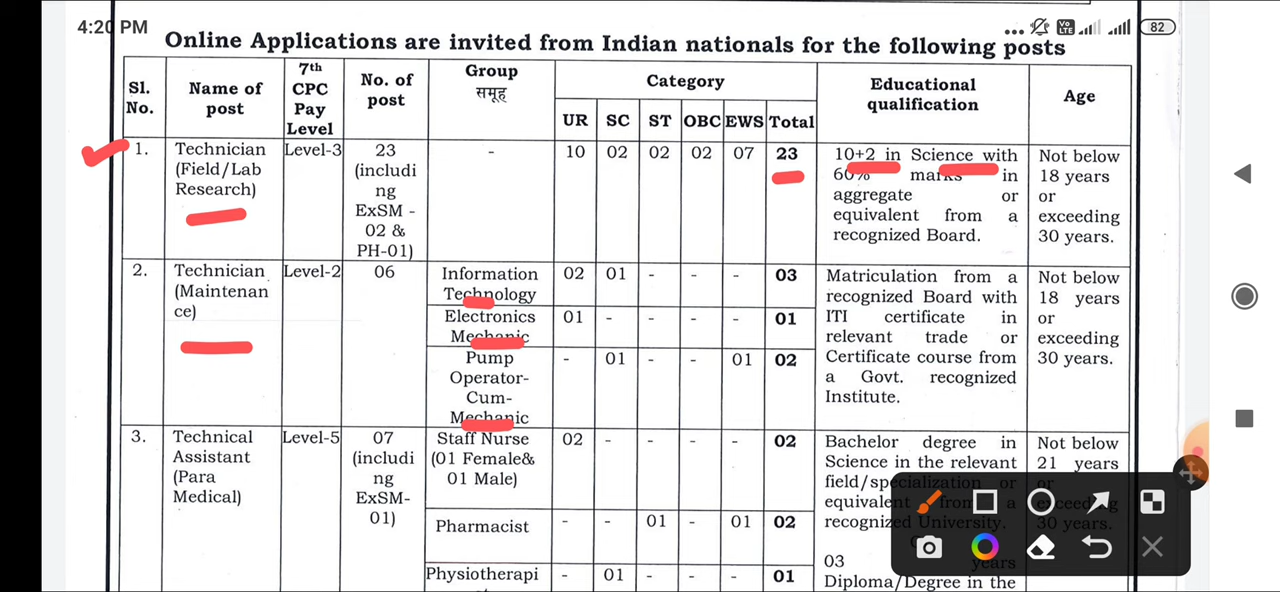 4:20 PM
82
Online Applications are invited from Indian nationals for the following posts
Sl. No.
Name of post
7th CPC Pay Level
No. of post
Group
समूह
Category
Educational qualification
Age
UR SC ST OBC EWS Total
1.
Technician
(Field/Lab
Research)
Level-3
23
(includi
ng
ExSM -
02 &
PH-01)
-
10 02 02 02 07 23
10+2 in Science with
60% marks in
aggregate or
equivalent from a
recognized Board.
Not below
18 years
or
exceeding
30 years.
2.
Technician
(Maintenan
ce)
Level-2
06
Information
Technology
02 01 - - - 03
Electronics
Mechanic
01 - - - - 01
Pump
Operator-
Cum-
Mechanic
- 01 - - 01 02
Matriculation from a
recognized Board with
ITI certificate in
relevant trade or
Certificate course from
a Govt. recognized
Institute.
Not below
18 years
or
exceeding
30 years.
3.
Technical
Assistant
(Para
Medical)
Level-5
07
(includi
ng
ExSM-
01)
Staff Nurse
(01 Female&
01 Male)
02 - - - - 02
Pharmacist
- - 01 - 01 02
Physiotherapi
- 01 - - - 01
Bachelor degree in
Science in the relevant
field/specialization or
equivalent from a
recognized University.
03 years
Diploma/Degree in the
Not below
21 years
or
exceeding
30 years.